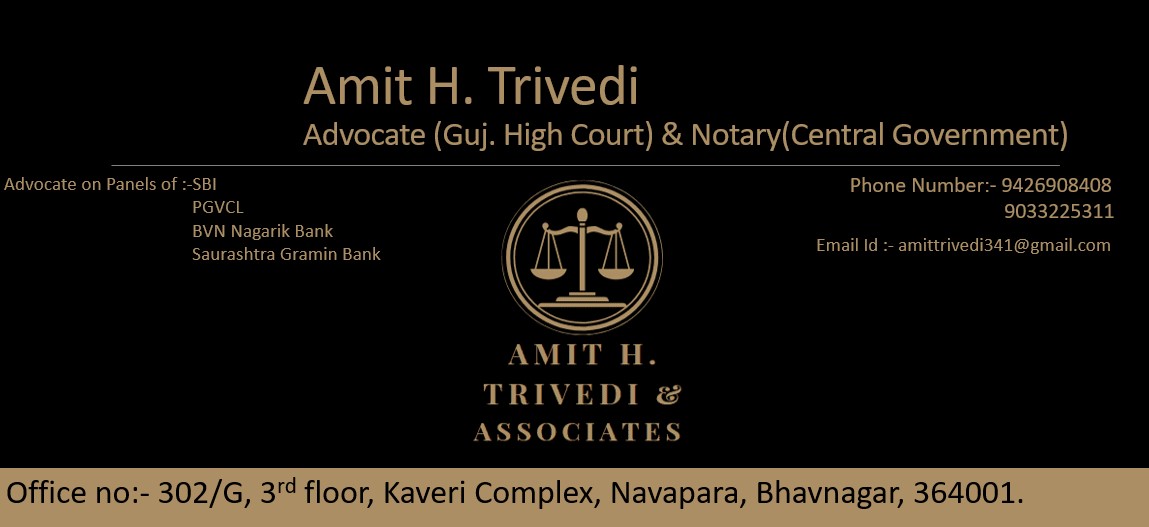 Amit H. Trivedi
Advocate (Guj. High Court) & Notary(Central Government)
Advocate on Panels of :-SBI
PGVCL
BVN Nagarik Bank
Saurashtra Gramin Bank
Phone Number:- 9426908408
9033225311
Email Id :- amittrivedi341@gmail.com
AMIT H.
TRIVEDI &
ASSOCIATES
Office no:- 302/G, 3rd floor, Kaveri Complex, Navapara, Bhavnagar, 364001.